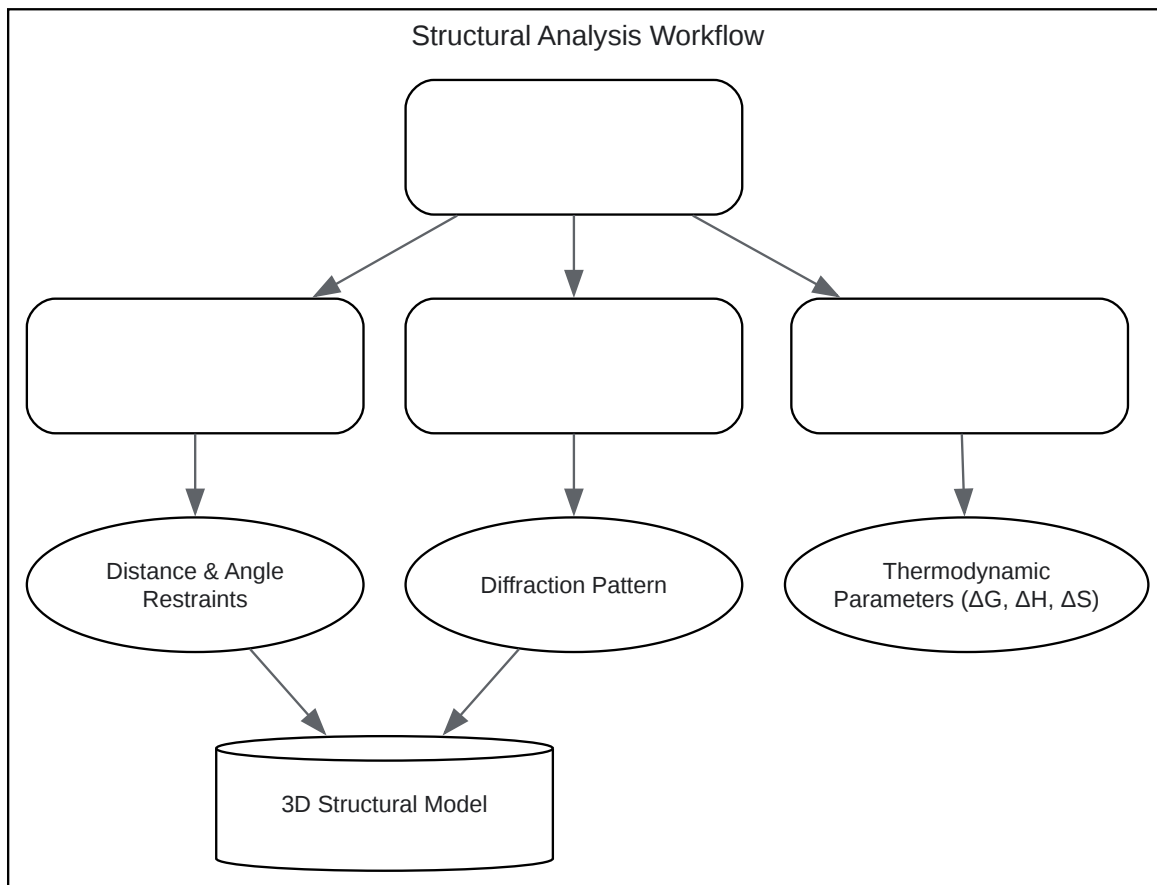 Structural Analysis Workflow
Distance & Angle
Restraints
Diffraction Pattern
Thermodynamic
Parameters (ΔG, ΔH, ΔS)
3D Structural Model